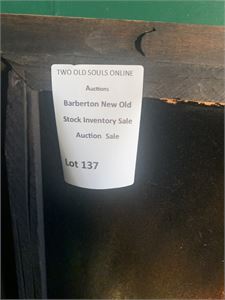 TWO OLD SOULS ONLINE
Auctions
Barberton New Old
Stock Inventory Sale
Auction Sale
Lot 137